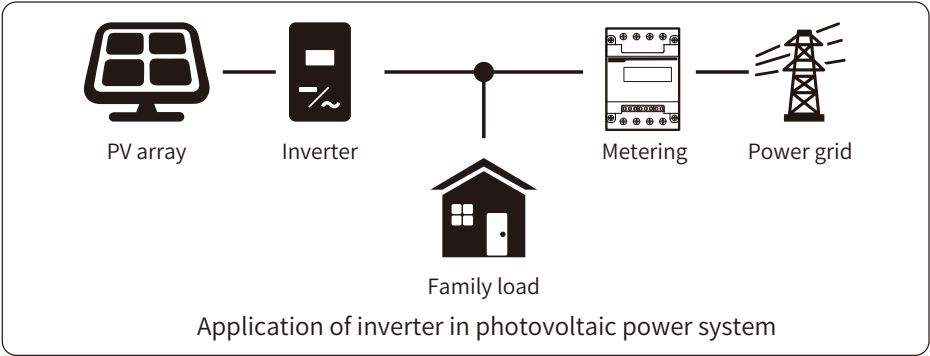 PV array
Inverter
Metering
Power grid
Family load
Application of inverter in photovoltaic power system